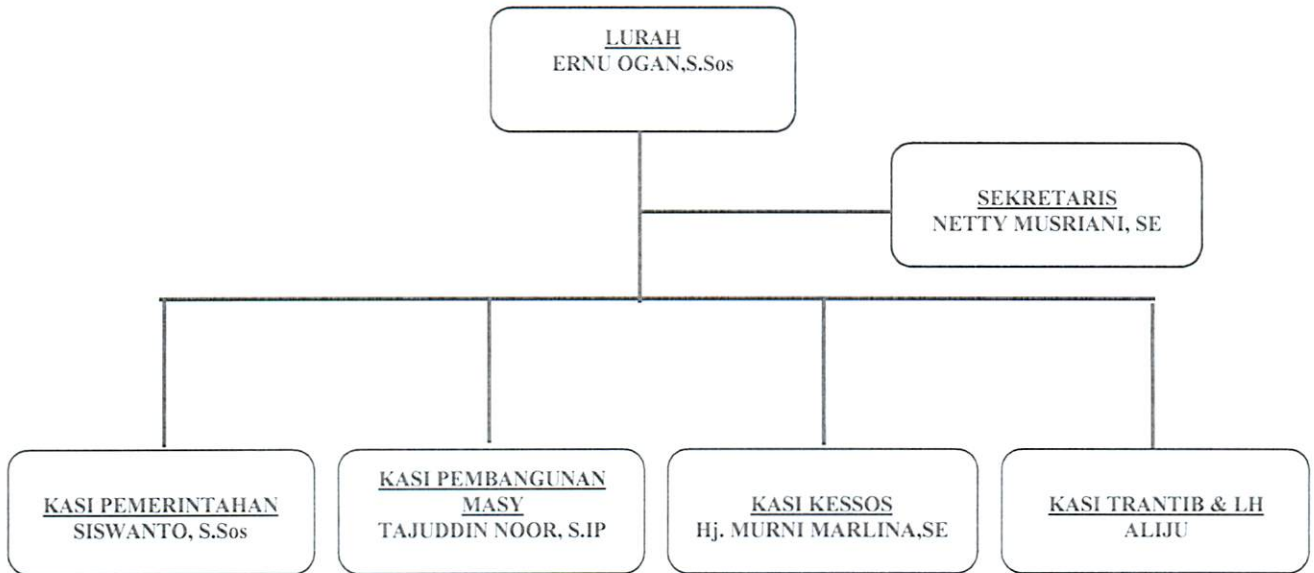 LURAH
ERNU OGAN,S.Sos
SEKRETARIS
NETTY MUSRIANI, SE
KASI PEMERINTAHAN
SISWANTO, S.Sos
KASI PEMBANGUNAN
MASY
TAJUDDIN NOOR, S.IP
KASI KESSOS
Hj. MURNI MARLINA,SE
KASI TRANTIB & LH
ALIJU